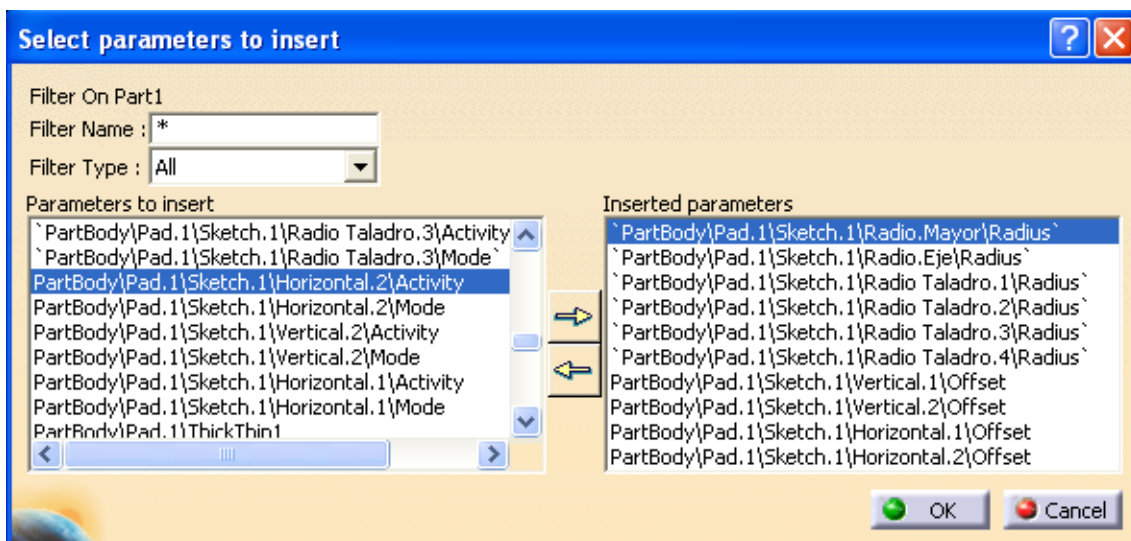 Select parameters to insert
Filter On Part1
Filter Name : *
Filter Type : All
Parameters to insert
`PartBody\Pad.1\Sketch.1\Radio Taladro.3\Activity
`PartBody\Pad.1\Sketch.1\Radio Taladro.3\Mode`
PartBody\Pad.1\Sketch.1\Horizontal.2\Activity
PartBody\Pad.1\Sketch.1\Horizontal.2\Mode
PartBody\Pad.1\Sketch.1\Vertical.2\Activity
PartBody\Pad.1\Sketch.1\Vertical.2\Mode
PartBody\Pad.1\Sketch.1\Horizontal.1\Activity
PartBody\Pad.1\Sketch.1\Horizontal.1\Mode
PartBody\Pad.1\ThickThin1
Inserted parameters
`PartBody\Pad.1\Sketch.1\Radio.Mayor\Radius`
`PartBody\Pad.1\Sketch.1\Radio.Eje\Radius`
`PartBody\Pad.1\Sketch.1\Radio Taladro.1\Radius`
`PartBody\Pad.1\Sketch.1\Radio Taladro.2\Radius`
`PartBody\Pad.1\Sketch.1\Radio Taladro.3\Radius`
`PartBody\Pad.1\Sketch.1\Radio Taladro.4\Radius`
PartBody\Pad.1\Sketch.1\Vertical.1\Offset
PartBody\Pad.1\Sketch.1\Vertical.2\Offset
PartBody\Pad.1\Sketch.1\Horizontal.1\Offset
PartBody\Pad.1\Sketch.1\Horizontal.2\Offset
OK
Cancel